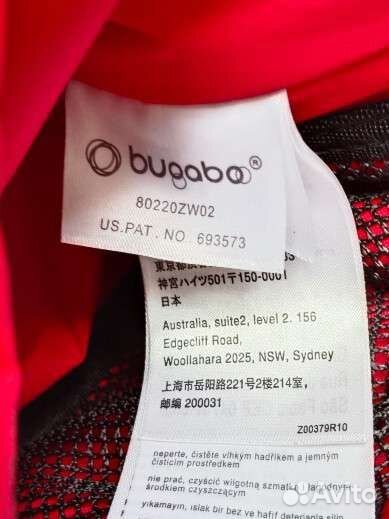 bugaboo®
80220ZW02
US.PAT. NO 693573
神宮ハイツ501〒150-0001
日本
Australia, suite2, level 2. 156
Edgecliff Road,
Woollahara 2025, NSW, Sydney
上海市岳阳路221号2楼214室,
邮编 200031
Z00379R10
neperte, čistěte vlhkým hadříkem a jemným
čisticím prostředkem
nie prać, czyścić wilgotną szmatką i łagodnym
środkiem czyszczącym
yıkamayın, ıslak bir bez ve hafif deterjanla silin
Avito